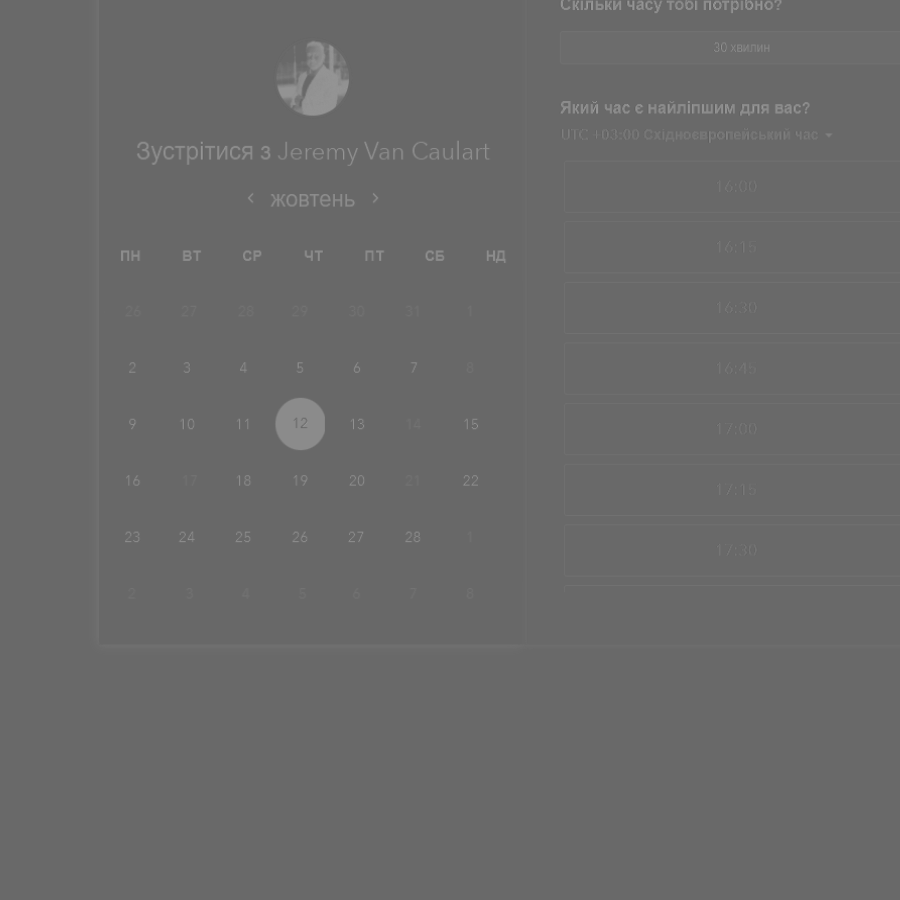 Скільки часу тобі потрібно?
30 хвилин
Зустрітися з Jeremy Van Caulart
жовтень
ПН ВТ СР ЧТ ПТ СБ НД
26 27 28 29 30 31 1
2 3 4 5 6 7 8
9 10 11 12 13 14 15
16 17 18 19 20 21 22
23 24 25 26 27 28 1
2 3 4 5 6 7 8
Який час є найліпшим для вас?
UTC +03:00 Східноєвропейський час
16:00
16:15
16:30
16:45
17:00
17:15
17:30